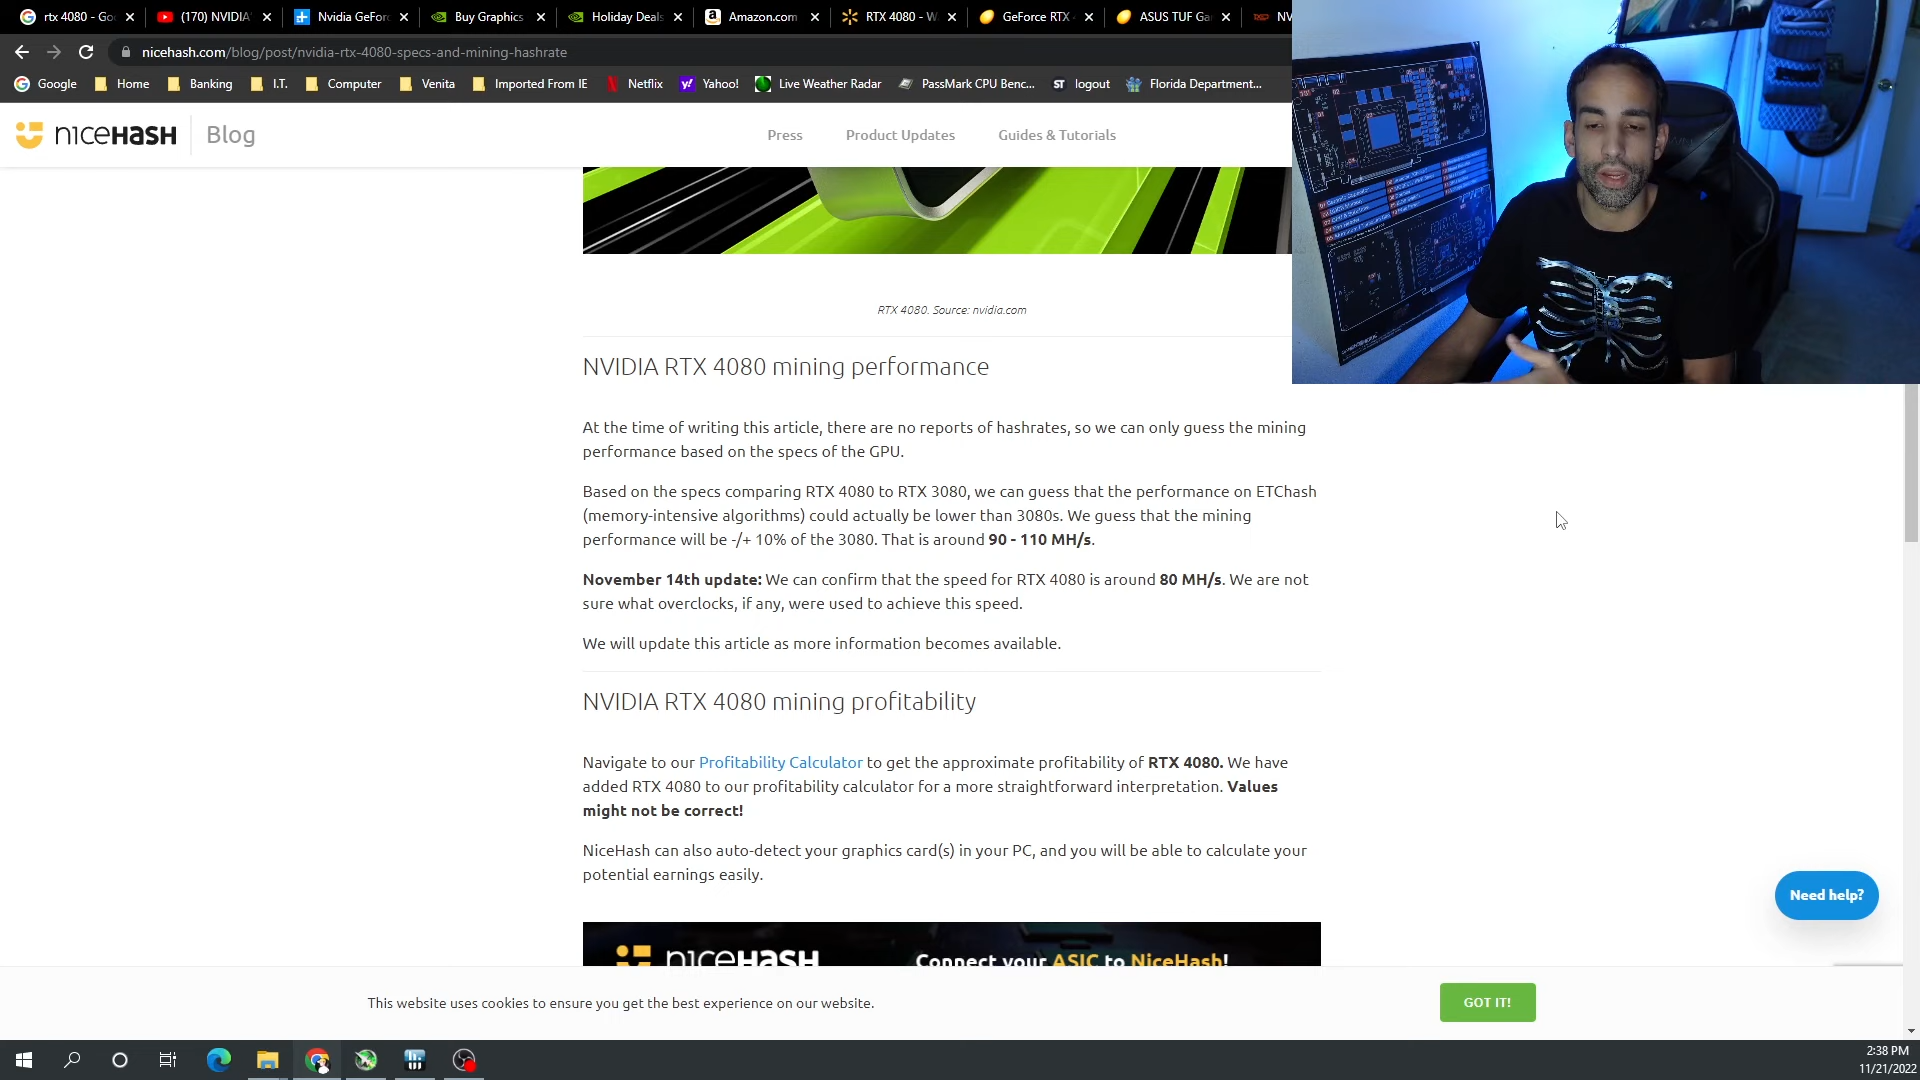 rtx 4080 - Go
(170) NVIDIA
Nvidia GeForc
Buy Graphics
Holiday Deals
Amazon.com
RTX 4080 - W
GeForce RTX
ASUS TUF Ga
NV
nicehash.com/blog/post/nvidia-rtx-4080-specs-and-mining-hashrate
Google Home Banking I.T. Computer Venita Imported From IE Netflix Yahoo! Live Weather Radar PassMark CPU Benc... logout Florida Department...
nicehash Blog Press Product Updates Guides & Tutorials
RTX 4080. Source: nvidia.com
NVIDIA RTX 4080 mining performance
At the time of writing this article, there are no reports of hashrates, so we can only guess the mining
performance based on the specs of the GPU.
Based on the specs comparing RTX 4080 to RTX 3080, we can guess that the performance on ETChash
(memory-intensive algorithms) could actually be lower than 3080s. We guess that the mining
performance will be -/+ 10% of the 3080. That is around 90 - 110 MH/s.
November 14th update: We can confirm that the speed for RTX 4080 is around 80 MH/s. We are not
sure what overclocks, if any, were used to achieve this speed.
We will update this article as more information becomes available.
NVIDIA RTX 4080 mining profitability
Navigate to our Profitability Calculator to get the approximate profitability of RTX 4080. We have
added RTX 4080 to our profitability calculator for a more straightforward interpretation. Values
might not be correct!
NiceHash can also auto-detect your graphics card(s) in your PC, and you will be able to calculate your
potential earnings easily.
Need help?
nicehash Connect your ASIC to NiceHash!
This website uses cookies to ensure you get the best experience on our website.
GOT IT!
2:38 PM
11/21/2022